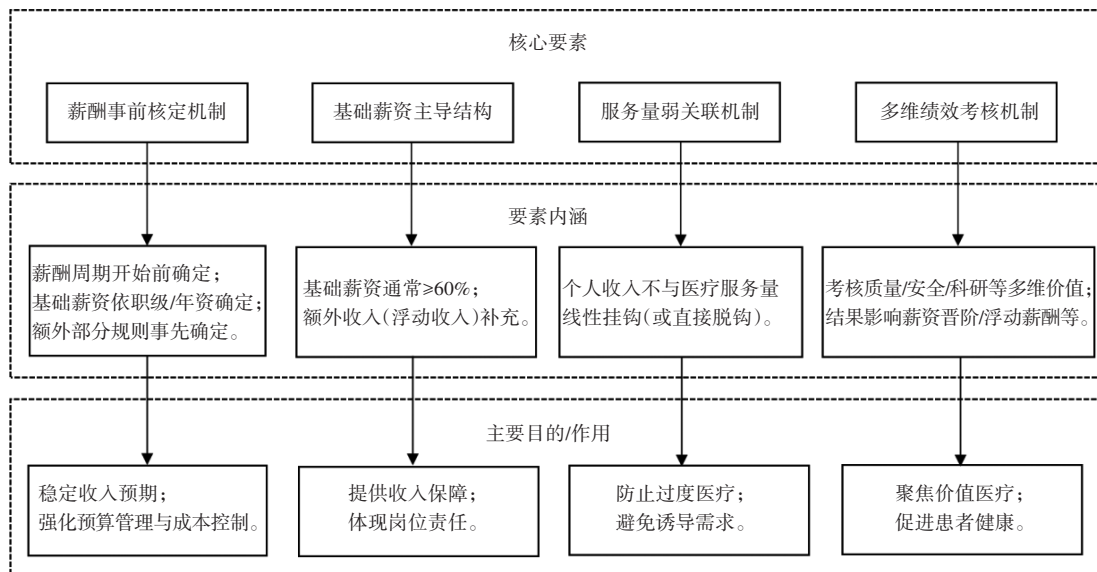 核心要素
薪酬事前核定机制
基础薪资主导结构
服务量弱关联机制
多维绩效考核机制
要素内涵
薪酬周期开始前确定；
基础薪资依职级/年资确定；
额外部分规则事先确定。
基础薪资通常≥60%；
额外收入(浮动收入)补充。
个人收入不与医疗服务量
线性挂钩(或直接脱钩)。
考核质量/安全/科研等多维价值；
结果影响薪资晋阶/浮动薪酬等。
主要目的/作用
稳定收入预期；
强化预算管理与成本控制。
提供收入保障；
体现岗位责任。
防止过度医疗；
避免诱导需求。
聚焦价值医疗；
促进患者健康。